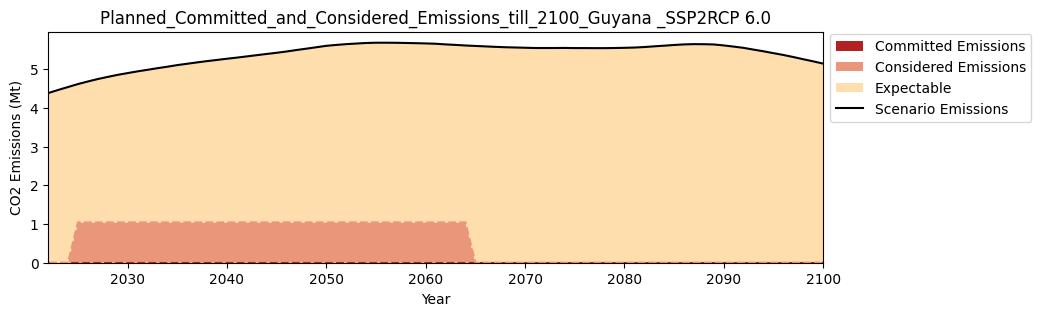 Planned_Committed_and_Considered_Emissions_till_2100_Guyana _SSP2RCP 6.0
Committed Emissions
Considered Emissions
Expectable
Scenario Emissions
CO2 Emissions (Mt)
5
4
3
2
1
0
2030 2040 2050 2060 2070 2080 2090 2100
Year